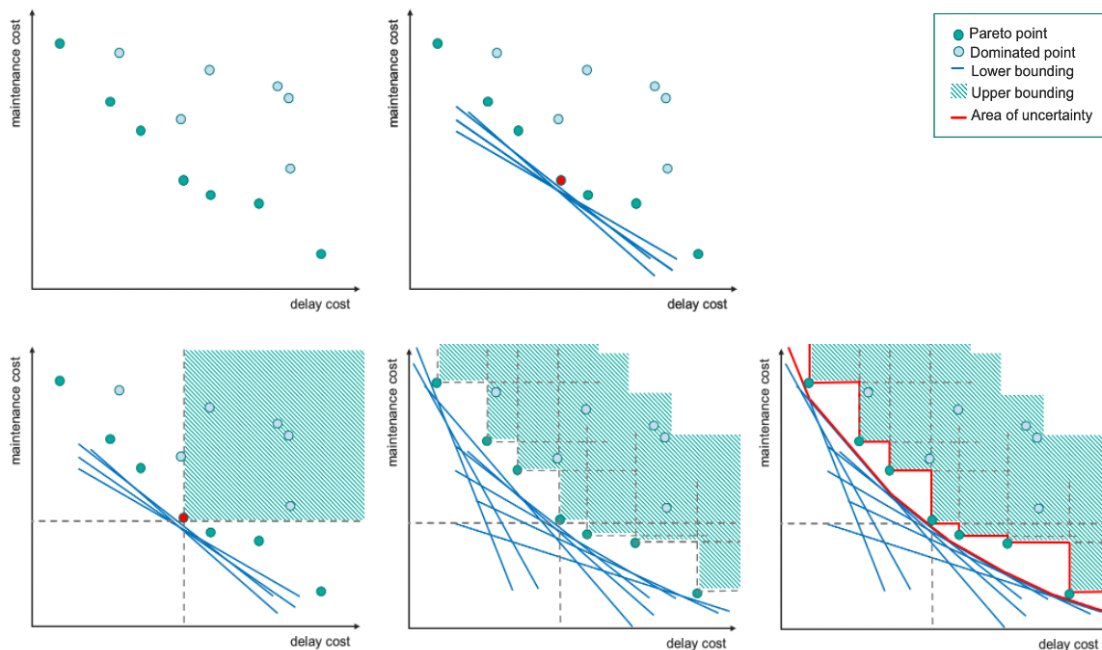 maintenance cost
delay cost
maintenance cost
delay cost
Pareto point
Dominated point
Lower bounding
Upper bounding
Area of uncertainty
maintenance cost
delay cost
maintenance cost
delay cost
maintenance cost
delay cost